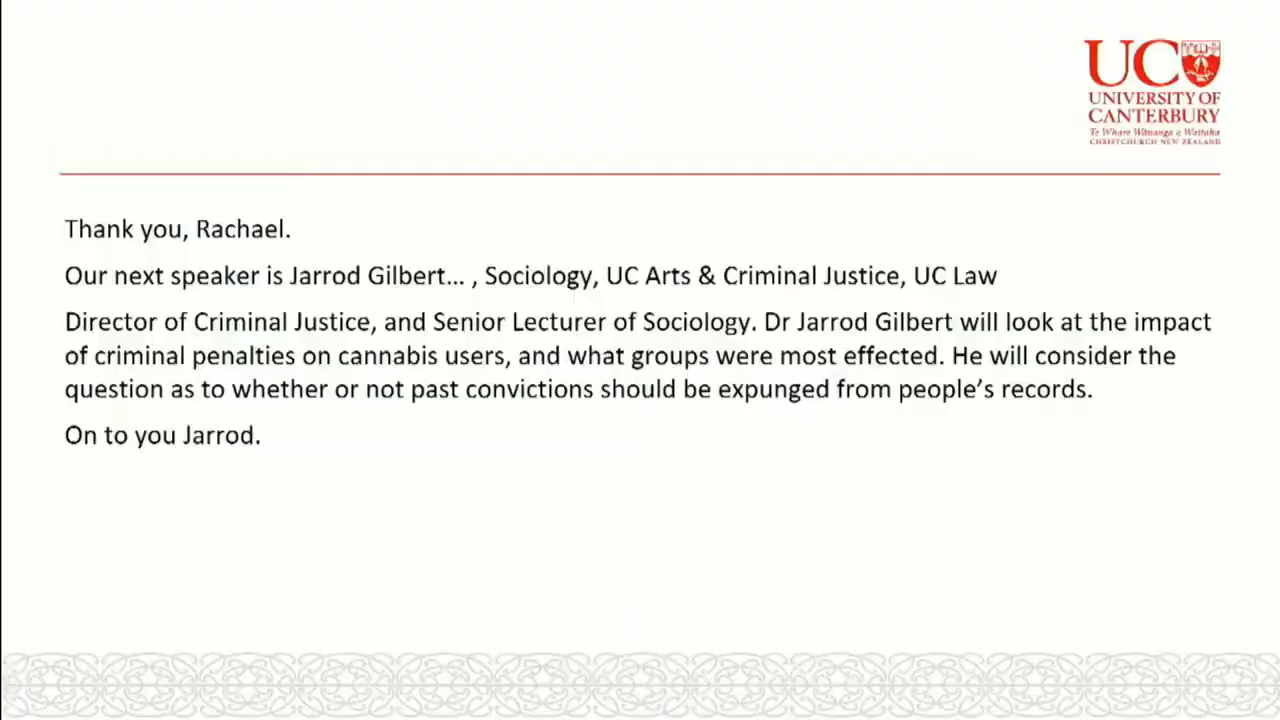 UC
UNIVERSITY OF
CANTERBURY
Te Whare Wānanga o Waitaha
CHRISTCHURCH NEW ZEALAND
Thank you, Rachael.
Our next speaker is Jarrod Gilbert... , Sociology, UC Arts & Criminal Justice, UC Law
Director of Criminal Justice, and Senior Lecturer of Sociology. Dr Jarrod Gilbert will look at the impact
of criminal penalties on cannabis users, and what groups were most effected. He will consider the
question as to whether or not past convictions should be expunged from people’s records.
On to you Jarrod.